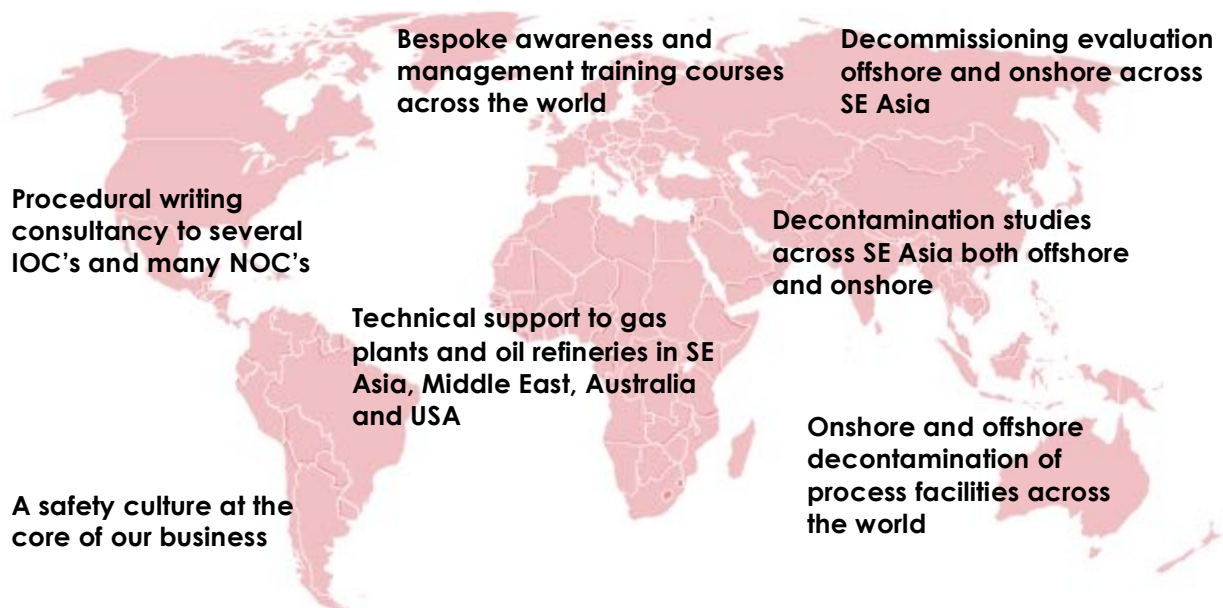 Bespoke awareness and
management training courses
across the world
Decommissioning evaluation
offshore and onshore across
SE Asia
Procedural writing
consultancy to several
IOC's and many NOC's
Decontamination studies
across SE Asia both offshore
and onshore
Technical support to gas
plants and oil refineries in SE
Asia, Middle East, Australia
and USA
Onshore and offshore
decontamination of
process facilities across
the world
A safety culture at the
core of our business